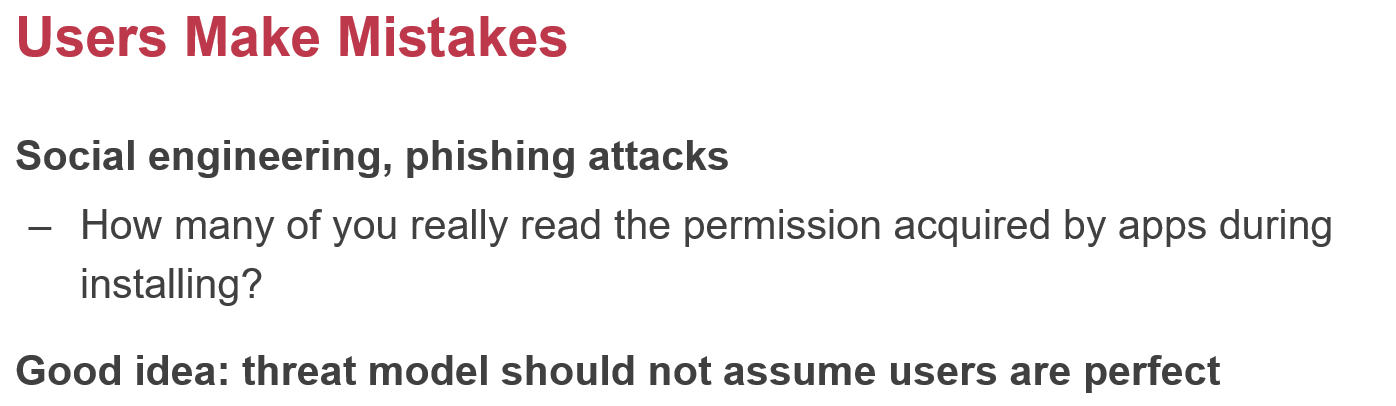 Users Make Mistakes
Social engineering, phishing attacks
– How many of you really read the permission acquired by apps during
installing?
Good idea: threat model should not assume users are perfect